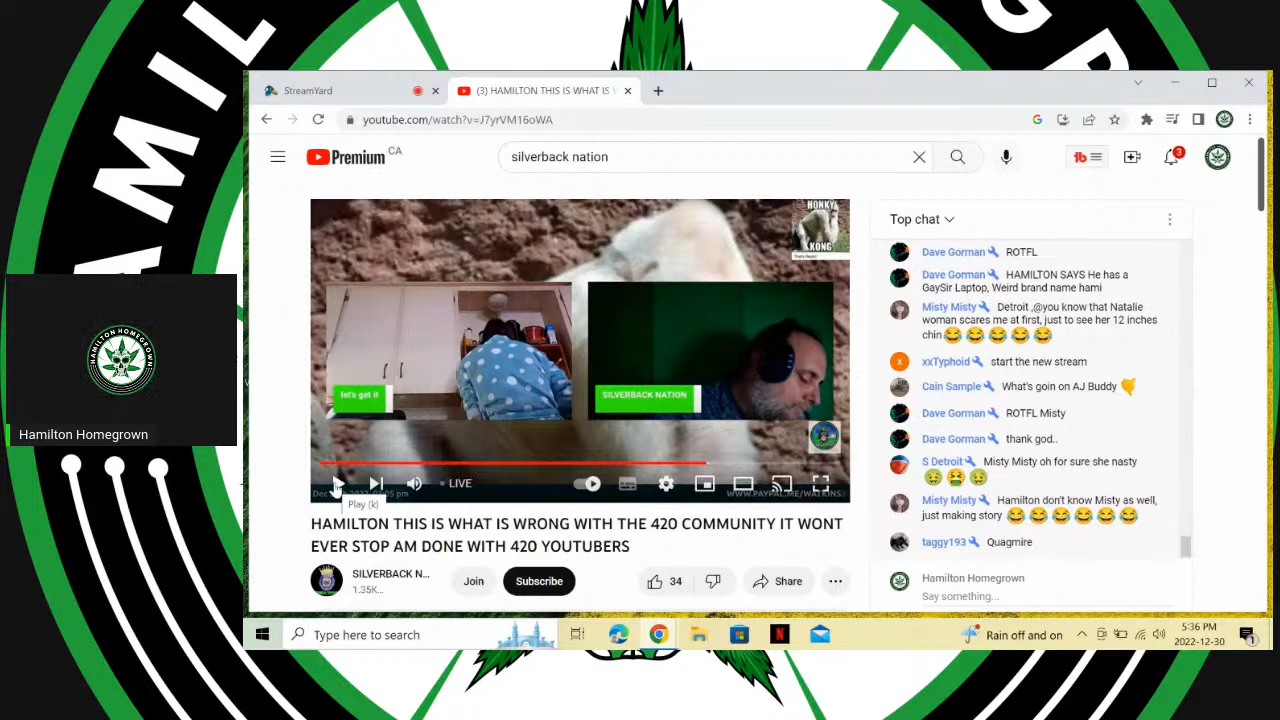 HAMIL
GR
StreamYard
(3) HAMILTON THIS IS WHAT IS
youtube.com/watch?v=J7yrVM16oWA
Premium CA
silverback nation
3
HONKY
KONG
let's get it
SILVERBACK NATION
LIVE
Play (k)
WWW.PAYPAL.ME/WATKINS
HAMILTON THIS IS WHAT IS WRONG WITH THE 420 COMMUNITY IT WONT
EVER STOP AM DONE WITH 420 YOUTUBERS
SILVERBACK N...
1.35K...
Join
Subscribe
34
Share
Top chat
Dave Gorman ROTFL
Dave Gorman HAMILTON SAYS He has a
GaySir Laptop, Weird brand name hami
Misty Misty Detroit ,@you know that Natalie
woman scares me at first, just to see her 12 inches
chin 😂😂😂😂😂
xxTyphoid start the new stream
Cain Sample What's goin on AJ Buddy
Dave Gorman ROTFL Misty
Dave Gorman thank god..
S Detroit Misty Misty oh for sure she nasty
🤢🤮🤢
Misty Misty Hamilton don't know Misty as well,
just making story 😂😂😂😂😂😂
taggy193 Quagmire
Hamilton Homegrown
Say something...
HAMILTON HOMEGROWN
Hamilton Homegrown
Type here to search
Rain off and on
5:36 PM
2022-12-30